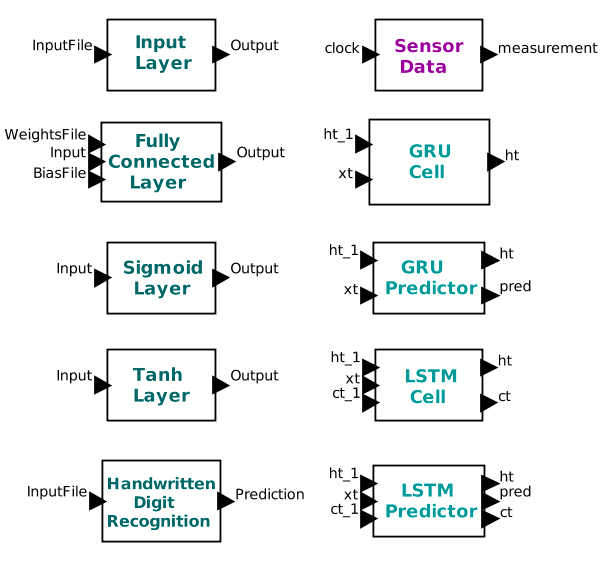 InputFile
Input
Layer
Output
clock
Sensor
Data
measurement
WeightsFile
Input
BiasFile
Fully
Connected
Layer
Output
ht_1
xt
GRU
Cell
ht
Input
Sigmoid
Layer
Output
ht_1
xt
GRU
Predictor
ht
pred
Input
Tanh
Layer
Output
ht_1
xt
ct_1
LSTM
Cell
ht
ct
InputFile
Handwritten
Digit
Recognition
Prediction
ht_1
xt
ct_1
LSTM
Predictor
ht
pred
ct